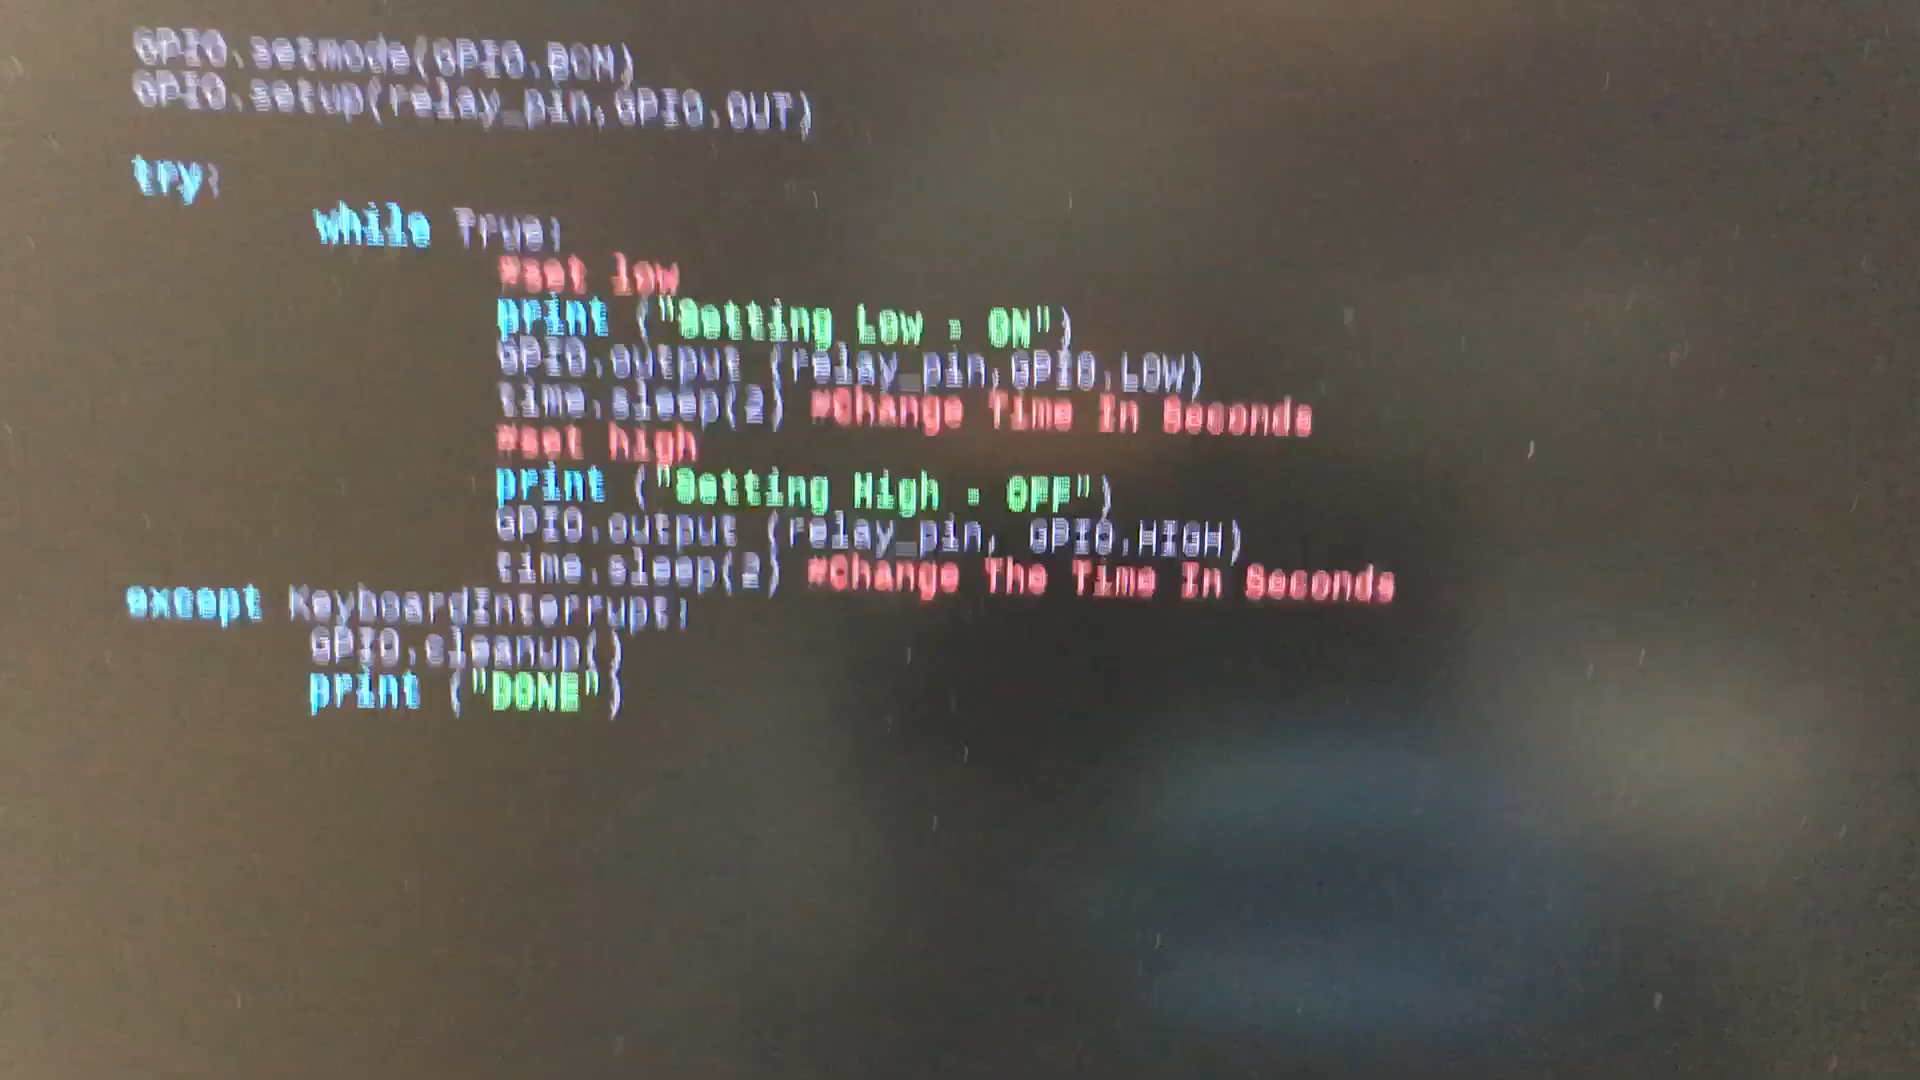 GPIO.setmode(GPIO.BCM)
GPIO.setup(relay_pin,GPIO.OUT)
try:
while True:
#set low
print ("Setting Low - ON")
GPIO.output (relay_pin,GPIO.LOW)
time.sleep(2) #Change Time In Seconds
#set high
print ("Setting High - OFF")
GPIO.output (relay_pin, GPIO.HIGH)
time.sleep(2) #Change The Time In Seconds
except KeyboardInterrupt:
GPIO.cleanup()
print ("DONE")